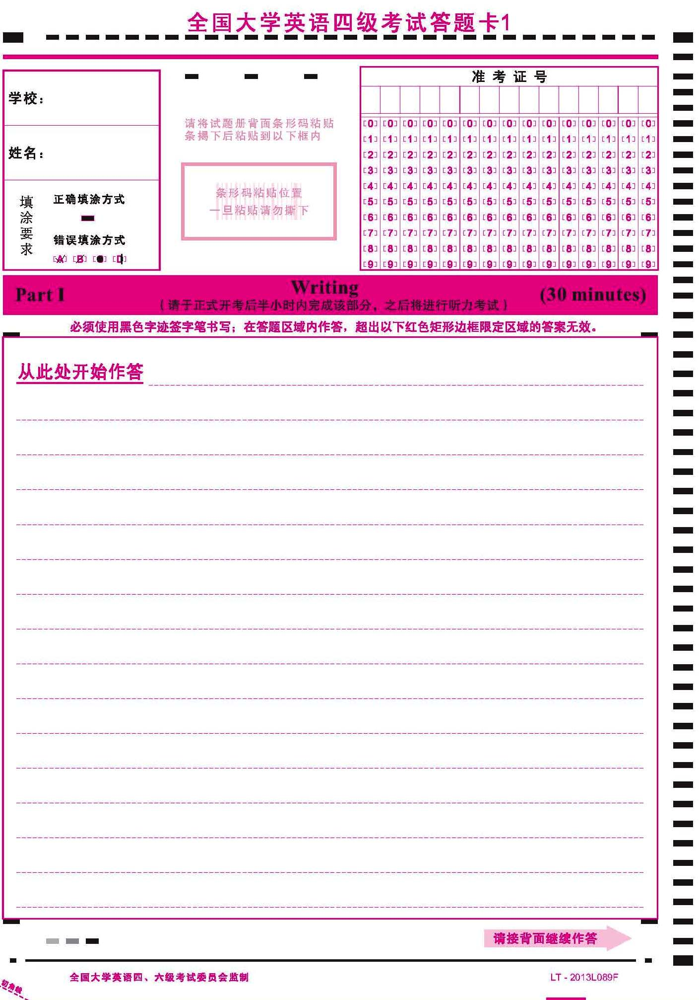 全国大学英语四级考试答题卡1
学校：
姓名：
填涂要求
正确填涂方式
错误填涂方式
[A] [B] [C] [D]
请将试题册背面条形码粘贴
条揭下后粘贴到以下框内
条形码粘贴位置
一旦粘贴请勿撕下
准考证号
[0] [0] [0] [0] [0] [0] [0] [0] [0] [0] [0] [0] [0] [0] [0]
[1] [1] [1] [1] [1] [1] [1] [1] [1] [1] [1] [1] [1] [1] [1]
[2] [2] [2] [2] [2] [2] [2] [2] [2] [2] [2] [2] [2] [2] [2]
[3] [3] [3] [3] [3] [3] [3] [3] [3] [3] [3] [3] [3] [3] [3]
[4] [4] [4] [4] [4] [4] [4] [4] [4] [4] [4] [4] [4] [4] [4]
[5] [5] [5] [5] [5] [5] [5] [5] [5] [5] [5] [5] [5] [5] [5]
[6] [6] [6] [6] [6] [6] [6] [6] [6] [6] [6] [6] [6] [6] [6]
[7] [7] [7] [7] [7] [7] [7] [7] [7] [7] [7] [7] [7] [7] [7]
[8] [8] [8] [8] [8] [8] [8] [8] [8] [8] [8] [8] [8] [8] [8]
[9] [9] [9] [9] [9] [9] [9] [9] [9] [9] [9] [9] [9] [9] [9]
Part I Writing (30 minutes)
（请于正式开考后半小时内完成该部分，之后将进行听力考试）
必须使用黑色字迹签字笔书写；在答题区域内作答，超出以下红色矩形边框限定区域的答案无效。
从此处开始作答
请接背面继续作答
全国大学英语四、六级考试委员会监制
LT - 2013L089F
切角线